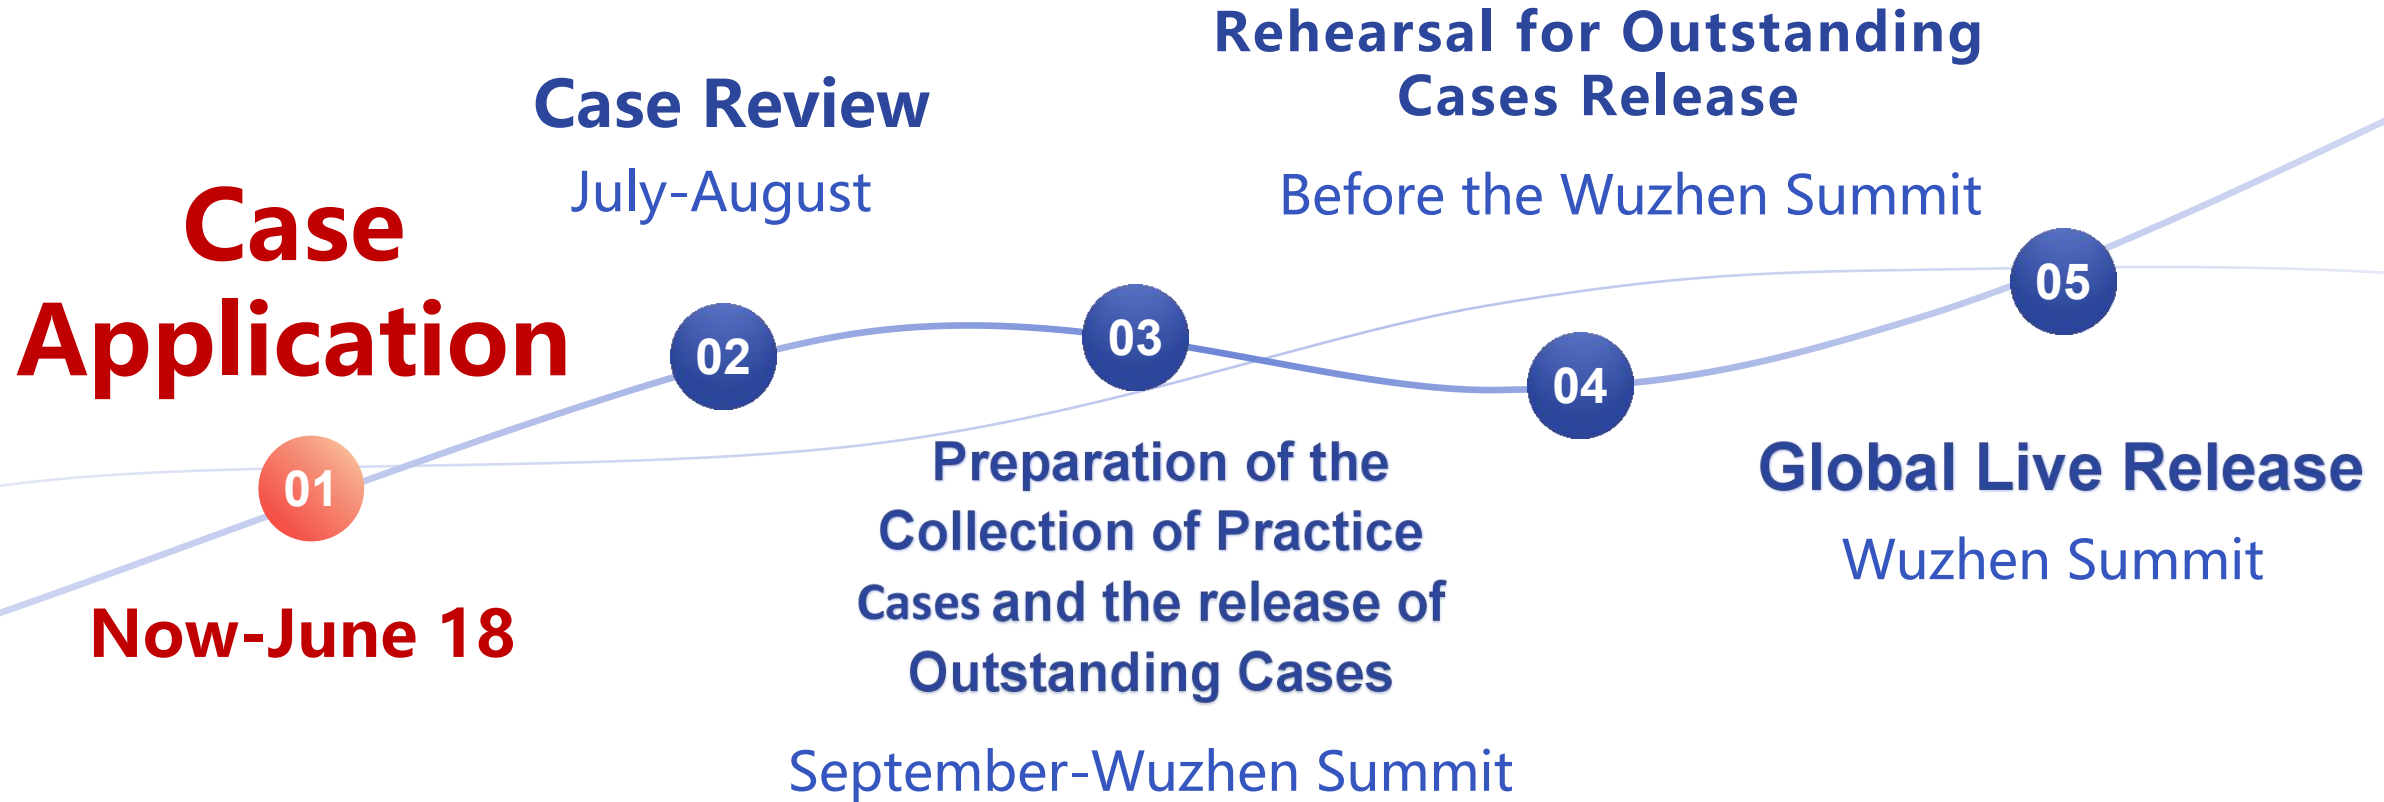 Case
Application
01
Now-June 18
Case Review
July-August
02
03
Preparation of the
Collection of Practice
Cases and the release of
Outstanding Cases
September-Wuzhen Summit
Rehearsal for Outstanding
Cases Release
Before the Wuzhen Summit
04
05
Global Live Release
Wuzhen Summit